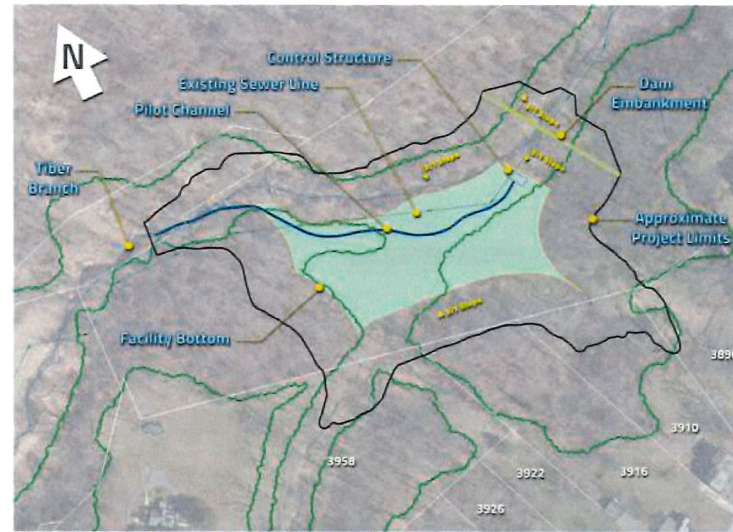 N
Control Structure
Existing Sewer Line
Pilot Channel
Dam
Embankment
Tiber
Branch
Approximate
Project Limits
Facility Bottom
3910
3958
3922
3916
3926